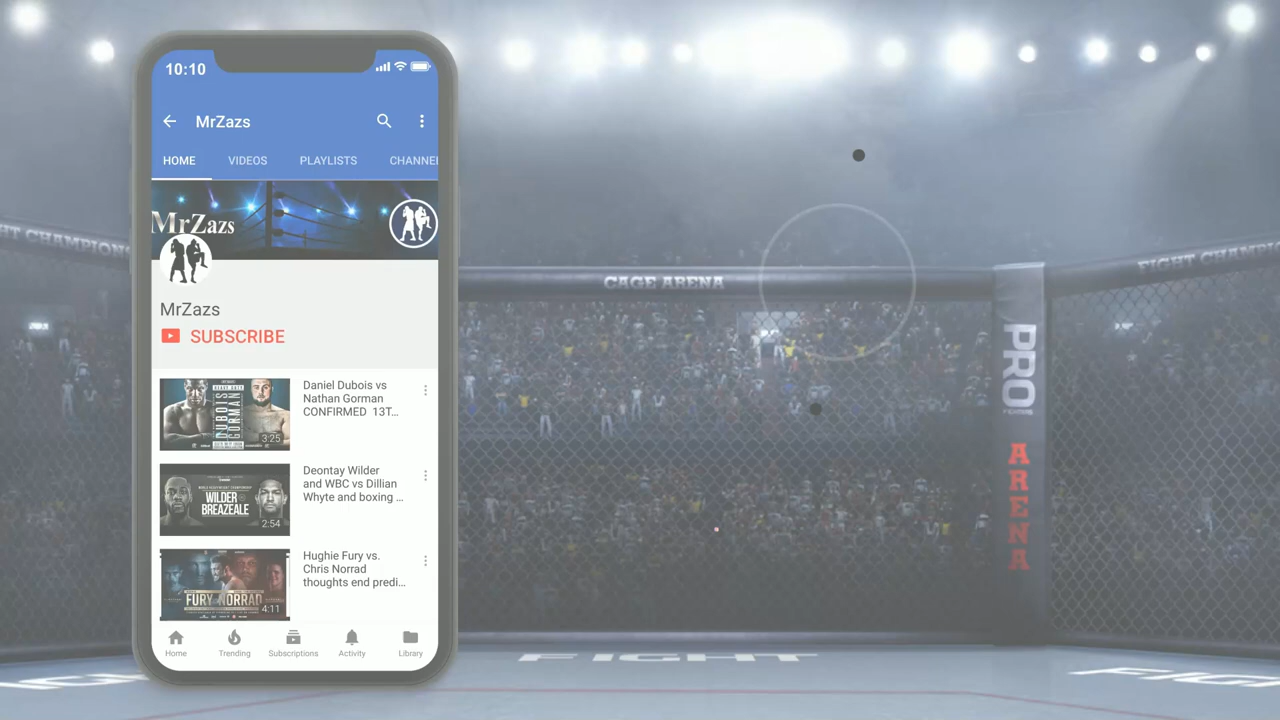 10:10
MrZazs
HOME VIDEOS PLAYLISTS CHANNEL
MrZazs
MrZazs
SUBSCRIBE
Daniel Dubois vs
Nathan Gorman
CONFIRMED 13T...
DUBOIS
GORMAN
3:25
Deontay Wilder
and WBC vs Dillian
Whyte and boxing ...
WILDER
BREAZEALE
2:54
Hughie Fury vs.
Chris Norrad
thoughts end predi...
FURY NORRAD
4:11
Home Trending Subscriptions Activity Library
HT CHAMPIONS
CAGE ARENA
FIGHT CHAMPIO
PRO
ARENA
FIGHT
FIGH